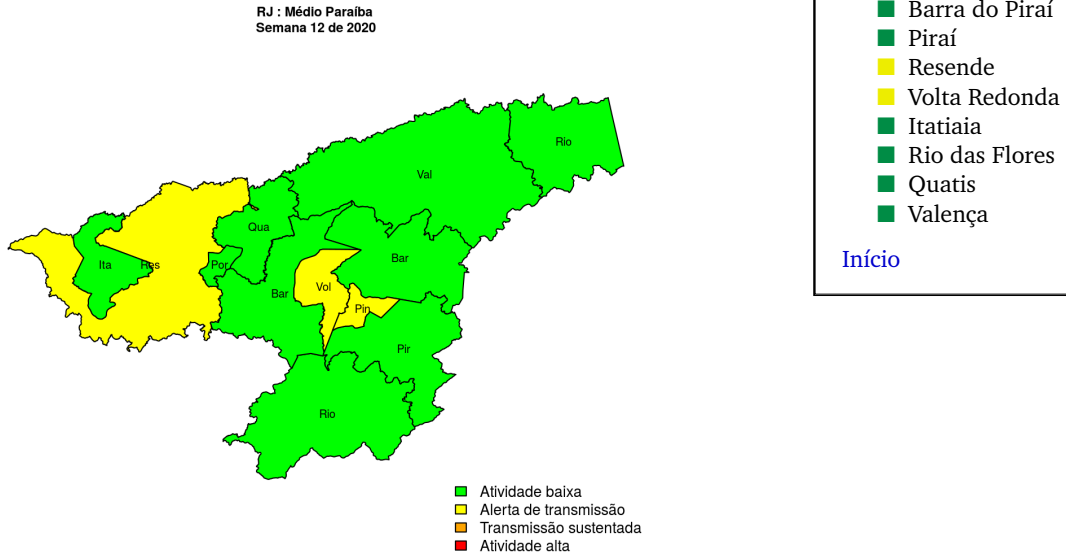 RJ : Médio Paraíba
Semana 12 de 2020
Rio
Val
Qua
Ita
Res
Por
Bar
Bar
Vol
Pin
Pir
Rio
Atividade baixa
Alerta de transmissão
Transmissão sustentada
Atividade alta
Barra do Piraí
Piraí
Resende
Volta Redonda
Itatiaia
Rio das Flores
Quatis
Valença
Início